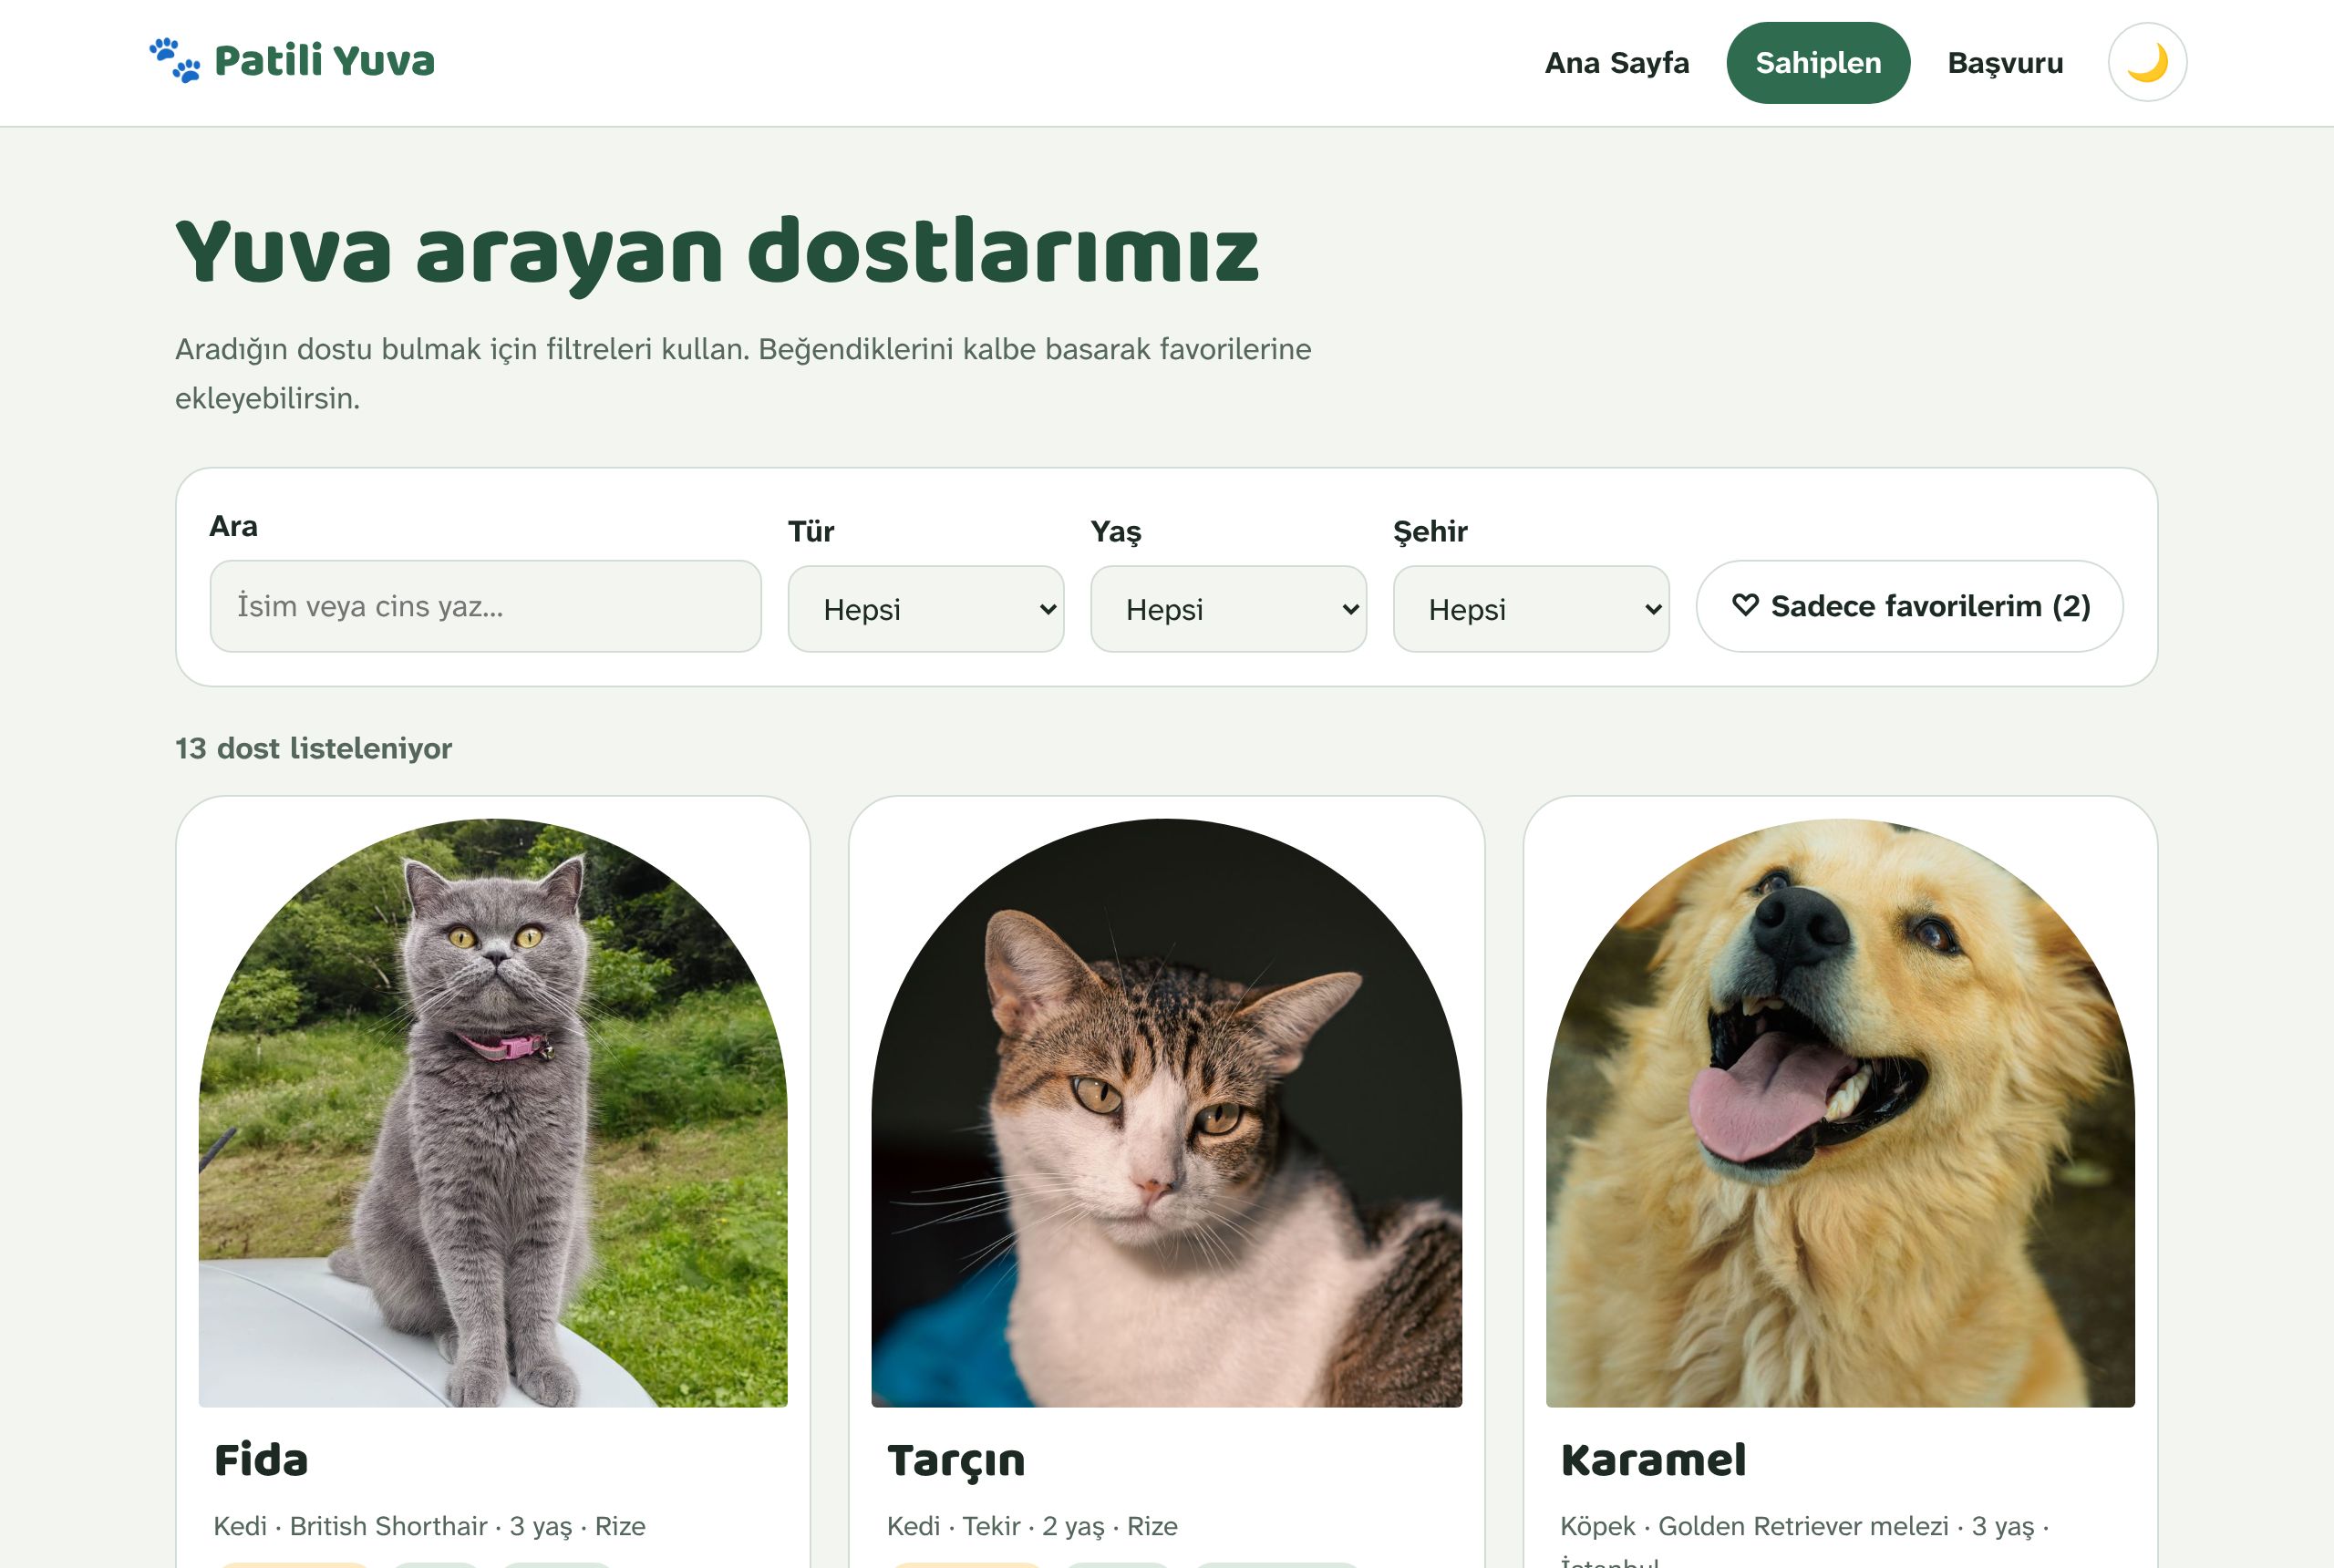 Patili Yuva
Ana Sayfa
Sahiplen
Başvuru
Yuva arayan dostlarımız
Aradığın dostu bulmak için filtreleri kullan. Beğendiklerini kalbe basarak favorilerine
ekleyebilirsin.
Ara
İsim veya cins yaz...
Tür
Hepsi
Yaş
Hepsi
Şehir
Hepsi
♡ Sadece favorilerim (2)
13 dost listeleniyor
Fida
Kedi · British Shorthair · 3 yaş · Rize
Tarçın
Kedi · Tekir · 2 yaş · Rize
Karamel
Köpek · Golden Retriever melezi · 3 yaş ·
İstanbul